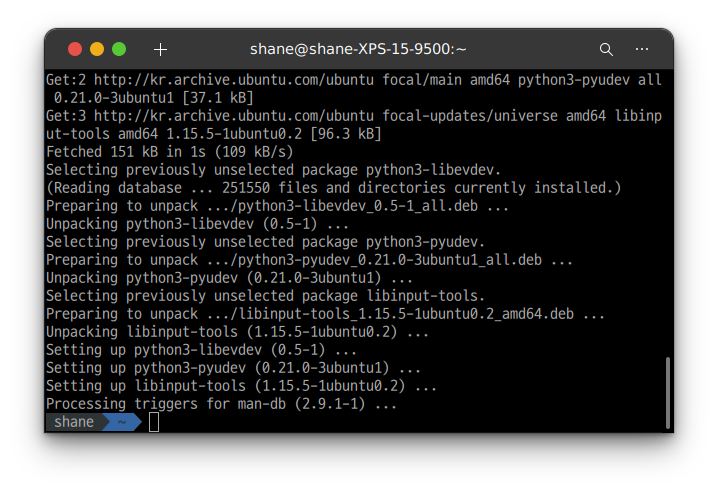 shane@shane-XPS-15-9500:~
Get:2 http://kr.archive.ubuntu.com/ubuntu focal/main amd64 python3-pyudev all
 0.21.0-3ubuntu1 [37.1 kB]
Get:3 http://kr.archive.ubuntu.com/ubuntu focal-updates/universe amd64 libinp
ut-tools amd64 1.15.5-1ubuntu0.2 [96.3 kB]
Fetched 151 kB in 1s (109 kB/s)
Selecting previously unselected package python3-libevdev.
(Reading database ... 251550 files and directories currently installed.)
Preparing to unpack .../python3-libevdev_0.5-1_all.deb ...
Unpacking python3-libevdev (0.5-1) ...
Selecting previously unselected package python3-pyudev.
Preparing to unpack .../python3-pyudev_0.21.0-3ubuntu1_all.deb ...
Unpacking python3-pyudev (0.21.0-3ubuntu1) ...
Selecting previously unselected package libinput-tools.
Preparing to unpack .../libinput-tools_1.15.5-1ubuntu0.2_amd64.deb ...
Unpacking libinput-tools (1.15.5-1ubuntu0.2) ...
Setting up python3-libevdev (0.5-1) ...
Setting up python3-pyudev (0.21.0-3ubuntu1) ...
Setting up libinput-tools (1.15.5-1ubuntu0.2) ...
Processing triggers for man-db (2.9.1-1) ...
shane ~